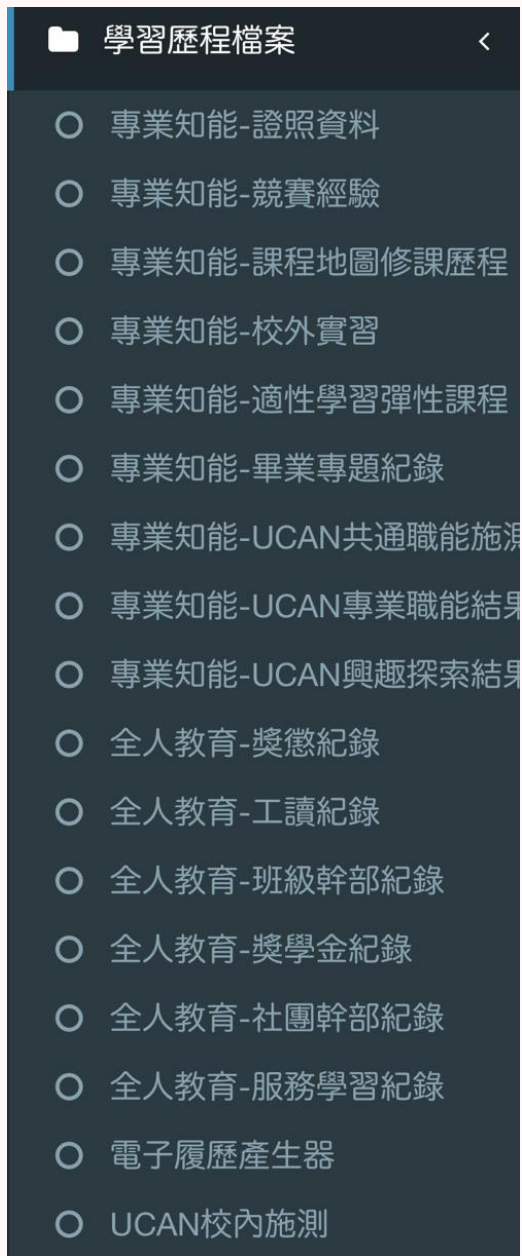 學習歷程檔案
專業知能-證照資料
專業知能-競賽經驗
專業知能-課程地圖修課歷程
專業知能-校外實習
專業知能-適性學習彈性課程
專業知能-畢業專題紀錄
專業知能-UCAN共通職能施測
專業知能-UCAN專業職能結果
專業知能-UCAN興趣探索結果
全人教育-獎懲紀錄
全人教育-工讀紀錄
全人教育-班級幹部紀錄
全人教育-獎學金紀錄
全人教育-社團幹部紀錄
全人教育-服務學習紀錄
電子履歷產生器
UCAN校內施測